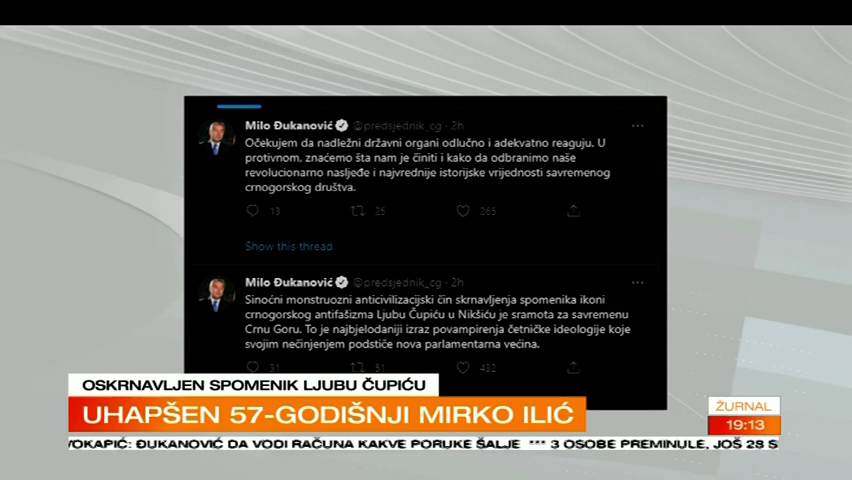 Milo Đukanović @predsjednik_cg · 2h
Očekujem da nadležni državni organi odlučno i adekvatno reaguju. U
protivnom, znaćemo šta nam je činiti i kako da odbranimo naše
revolucionarno nasljeđe i najvrednije istorijske vrijednosti savremenog
crnogorskog društva.
13 25 265
Show this thread
Milo Đukanović @predsjednik_cg · 2h
Sinoćni monstruozni anticivilizacijski čin skrnavljenja spomenika ikoni
crnogorskog antifašizma Ljubu Čupiću u Nikšiću je sramota za savremenu
Crnu Goru. To je najbjelodaniji izraz povampirenja četničke ideologije koje
svojim nečinjenjem podstiče nova parlamentarna većina.
31 51 432
OSKRNAVLJEN SPOMENIK LJUBU ČUPIĆU
UHAPŠEN 57-GODIŠNJI MIRKO ILIĆ
ŽURNAL
19:13
VOKAPIĆ: ĐUKANOVIĆ DA VODI RAČUNA KAKVE PORUKE ŠALJE *** 3 OSOBE PREMINULE, JOŠ 28 S